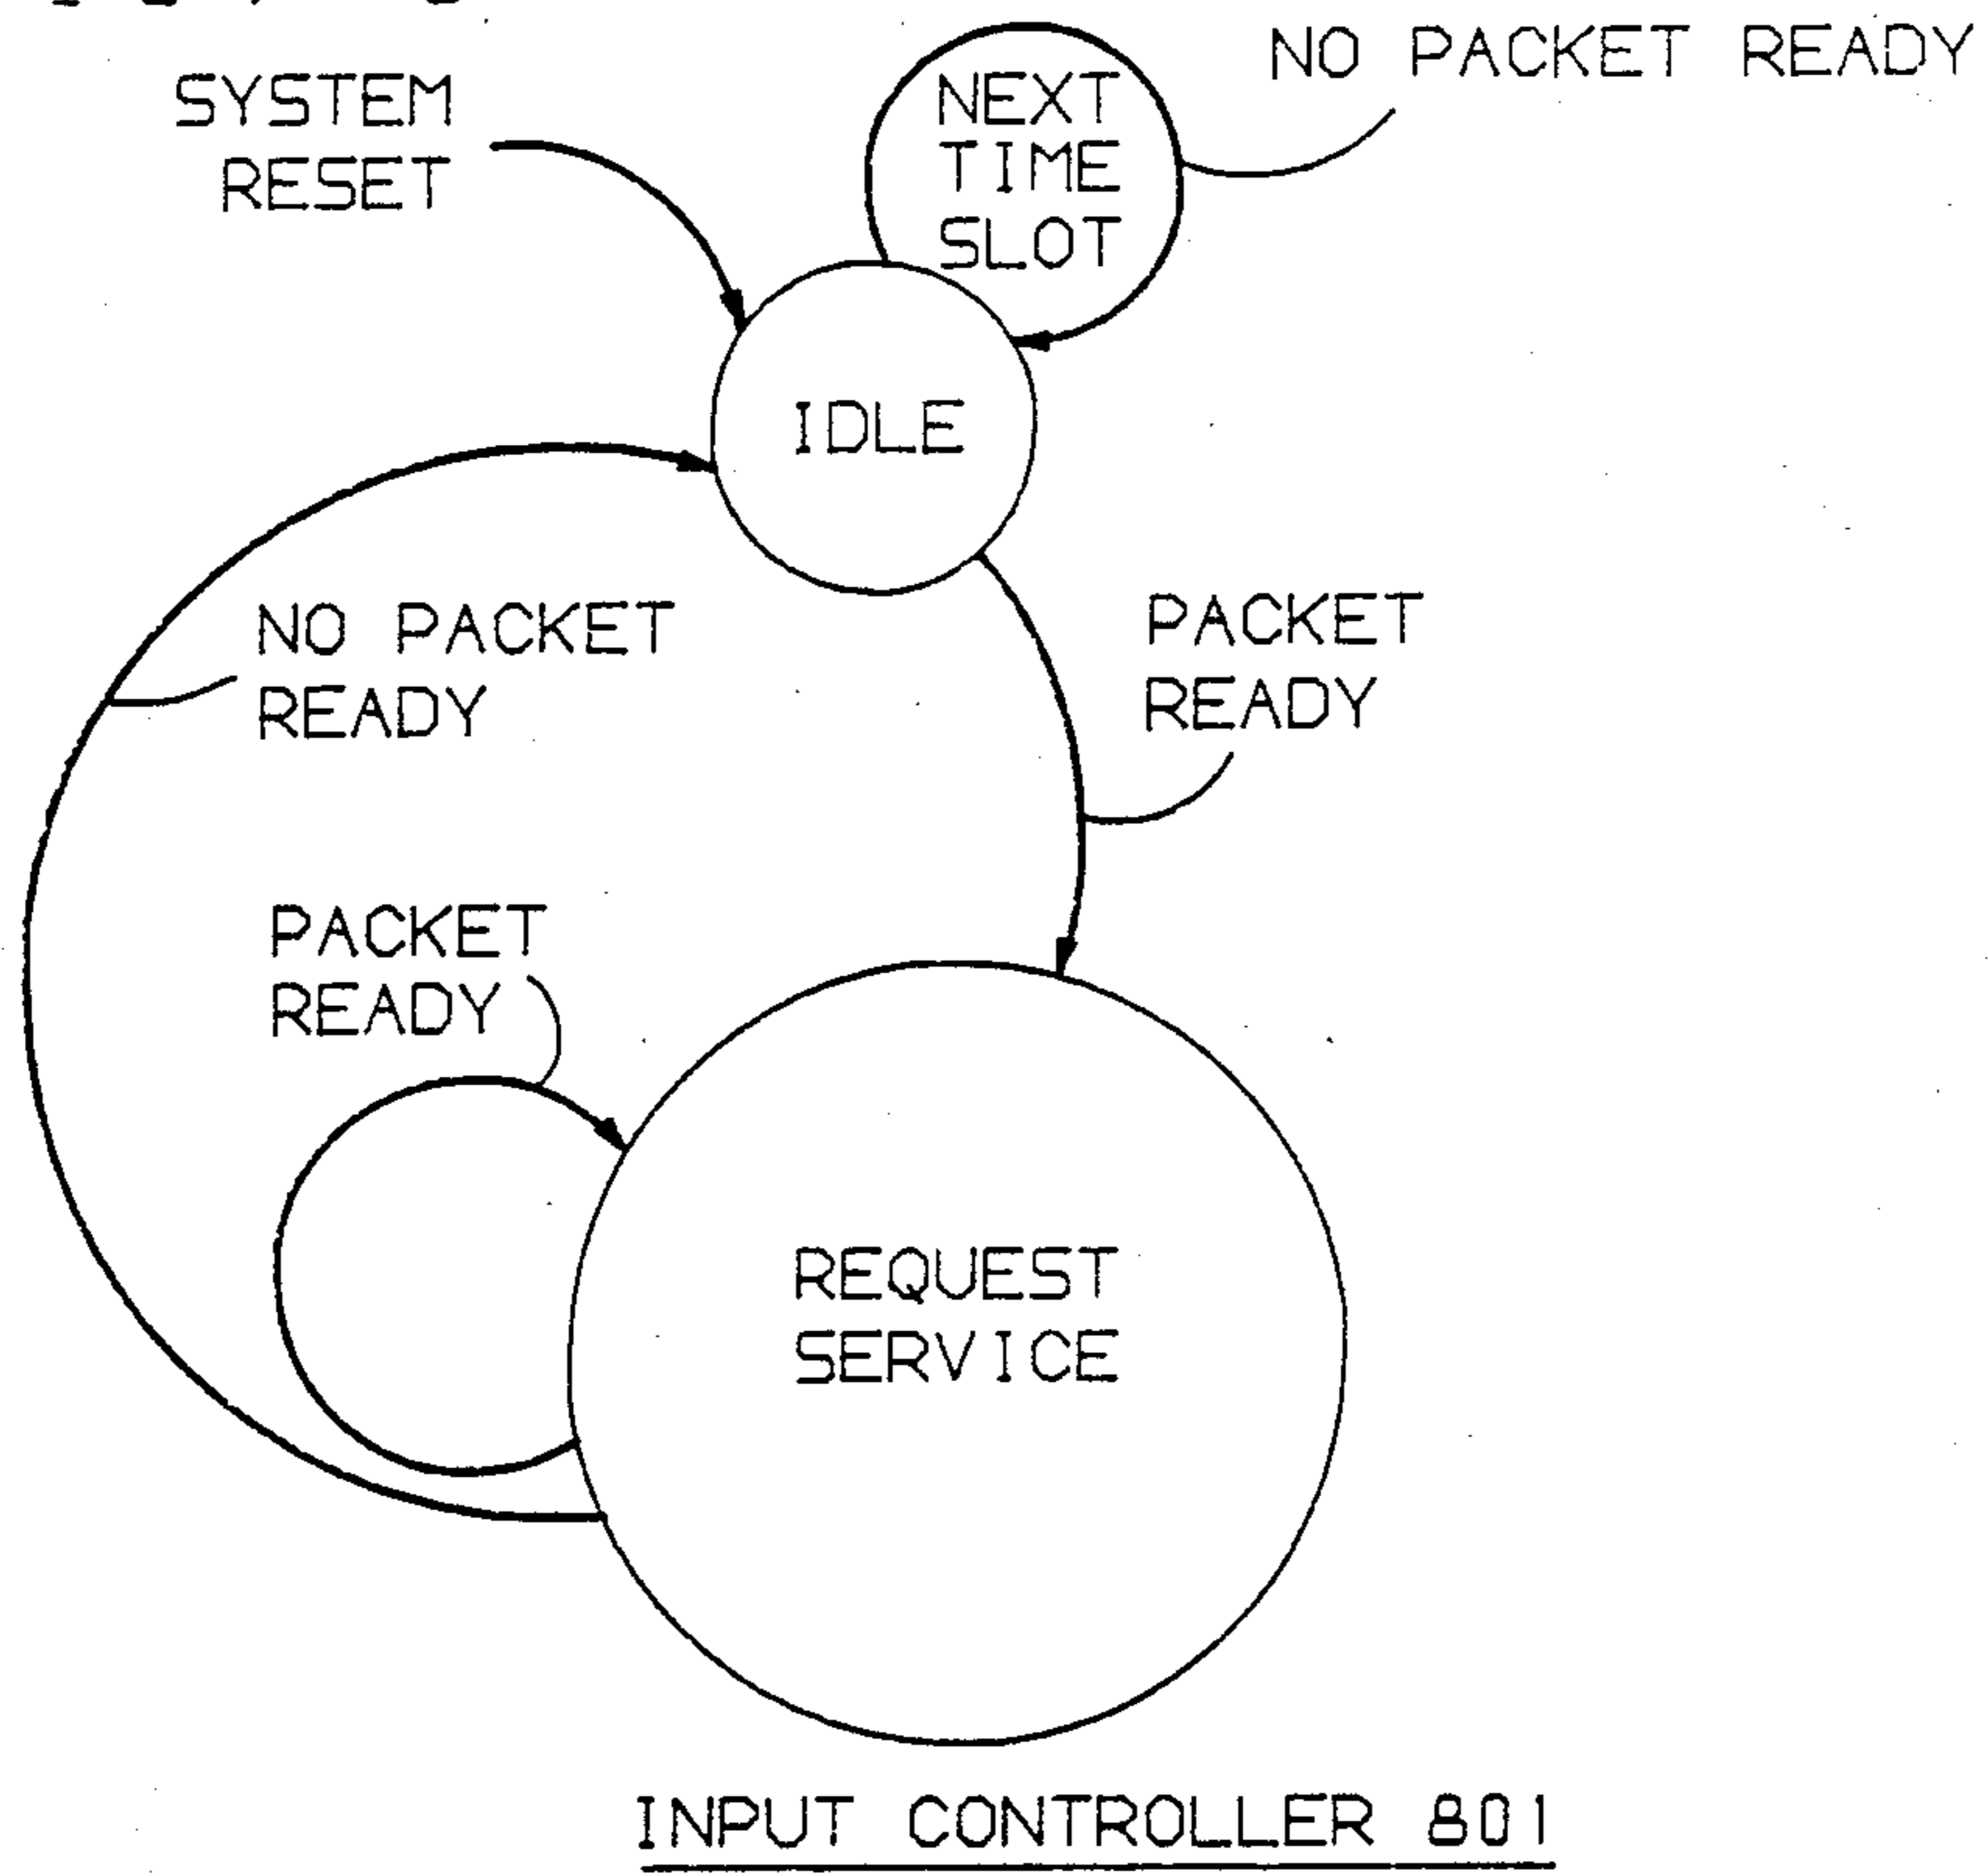 SYSTEM
RESET
NEXT
TIME
SLOT
NO PACKET READY
IDLE
NO PACKET
READY
PACKET
READY
PACKET
READY
REQUEST
SERVICE
INPUT CONTROLLER 801